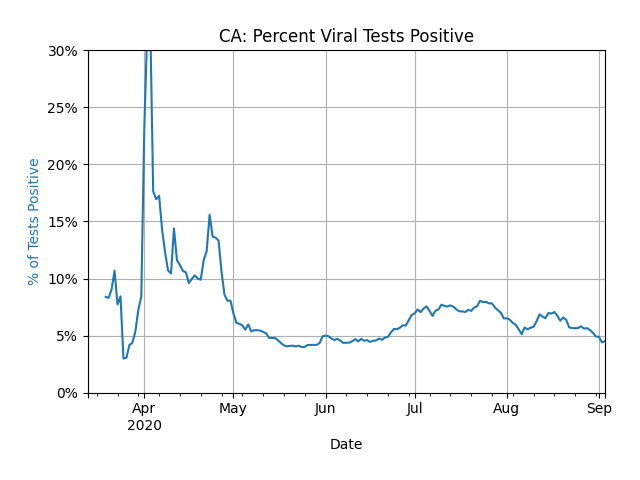 CA: Percent Viral Tests Positive
30%
25%
20%
15%
10%
5%
0%
% of Tests Positive
Apr
2020
May
Jun
Jul
Aug
Sep
Date